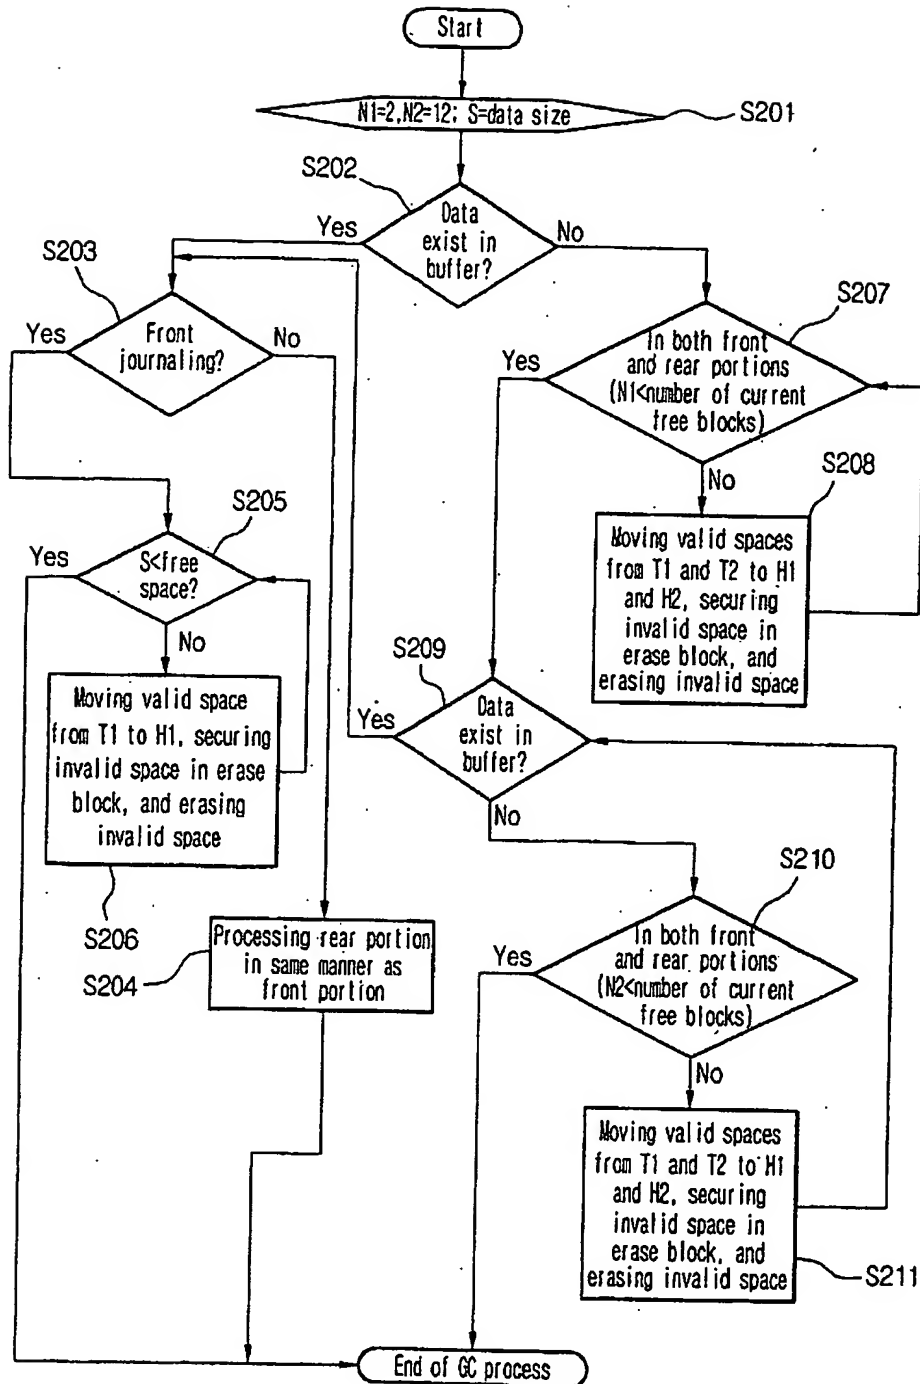 Start
N1=2,N2=12; S=data size
S201
S202
Data
exist in
buffer?
Yes
No
S203
Front
journaling?
Yes
No
S207
In both front
and rear portions
(N1<number of current
free blocks)
Yes
No
S208
Moving valid spaces
from T1 and T2 to H1
and H2, securing
invalid space in
erase block, and
erasing invalid space
S205
S<free
space?
Yes
No
Moving valid space
from T1 to H1, securing
invalid space in erase
block, and erasing
invalid space
S206
S209
Data
exist in
buffer?
Yes
No
Processing rear portion
in same manner as
front portion
S204
S210
In both front
and rear portions
(N2<number of current
free blocks)
Yes
No
Moving valid spaces
from T1 and T2 to H1
and H2, securing
invalid space in
erase block, and
erasing invalid space
S211
End of GC process